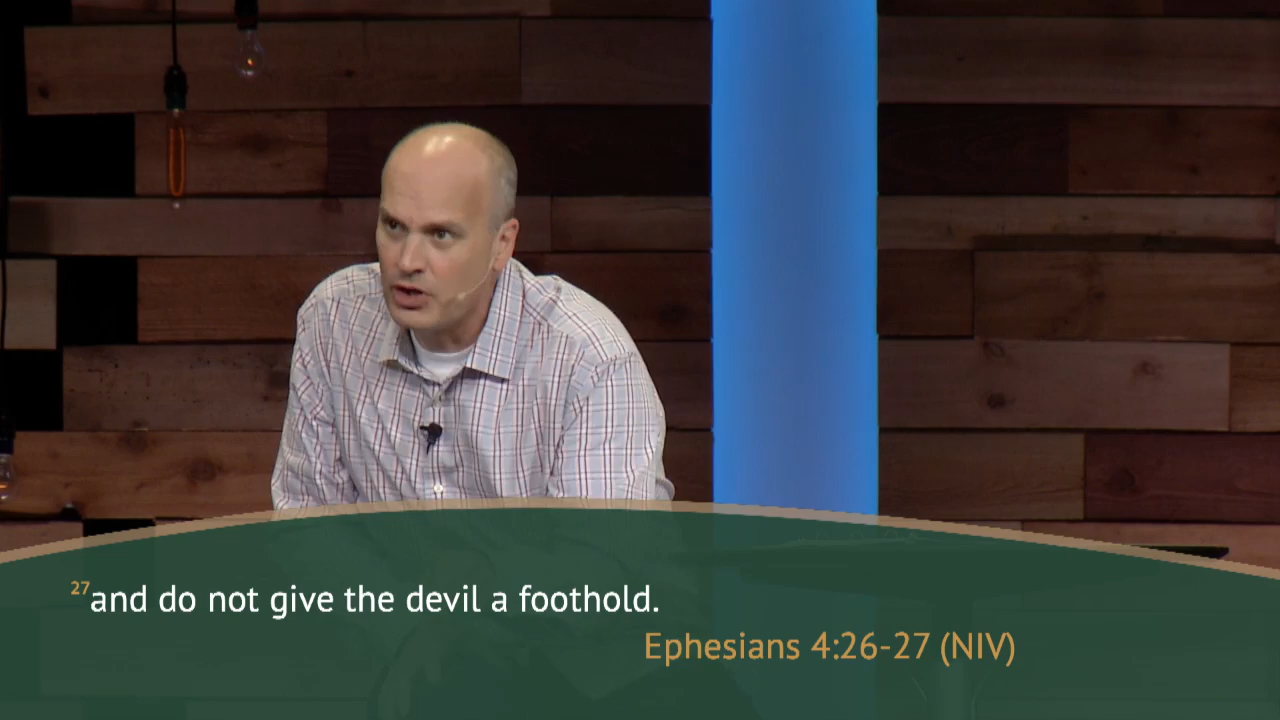 27and do not give the devil a foothold.
Ephesians 4:26-27 (NIV)